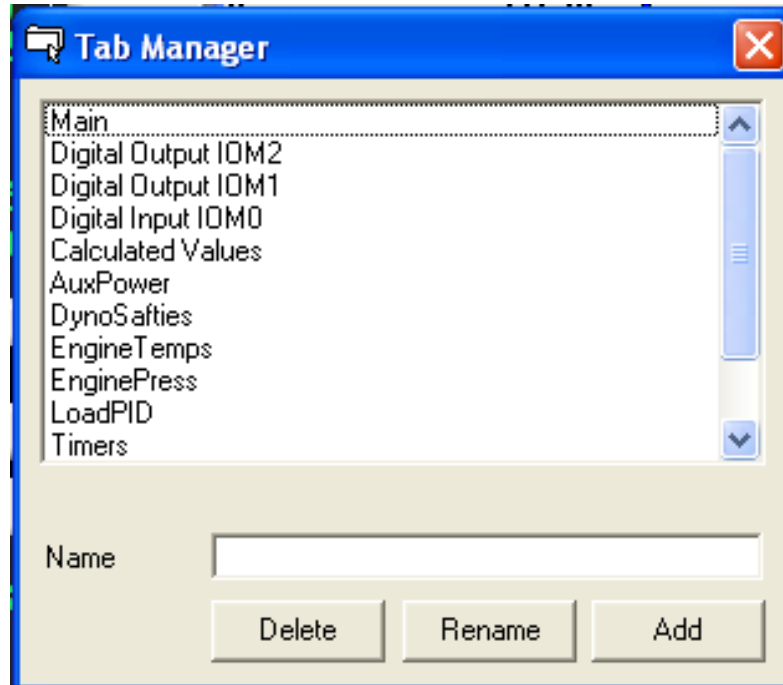 Tab Manager
Main
Digital Output IOM2
Digital Output IOM1
Digital Input IOM0
Calculated Values
AuxPower
DynoSafties
EngineTemps
EnginePress
LoadPID
Timers
Name
Delete Rename Add